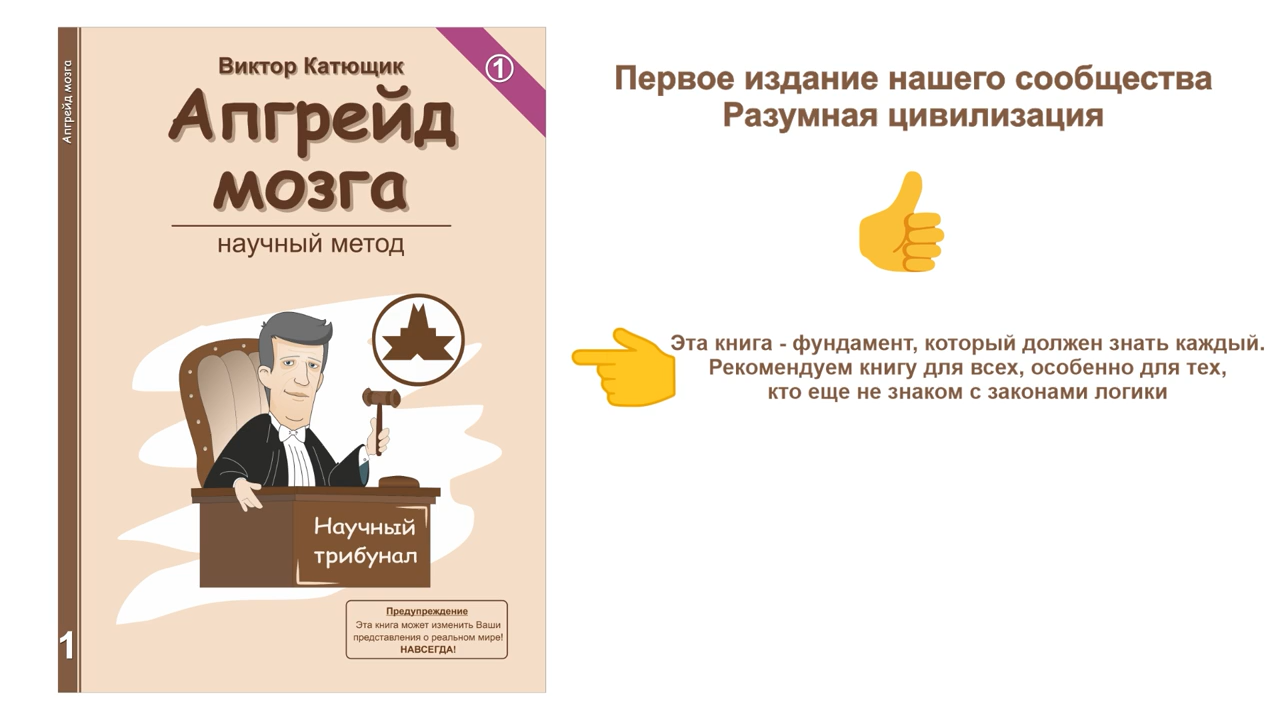 Апгрейд мозга
1
Виктор Катющик
1
Апгрейд
мозга
научный метод
Научный
трибунал
Предупреждение
Эта книга может изменить Ваши
представления о реальном мире!
НАВСЕГДА!
Первое издание нашего сообщества
Разумная цивилизация
Эта книга - фундамент, который должен знать каждый.
Рекомендуем книгу для всех, особенно для тех,
кто еще не знаком с законами логики